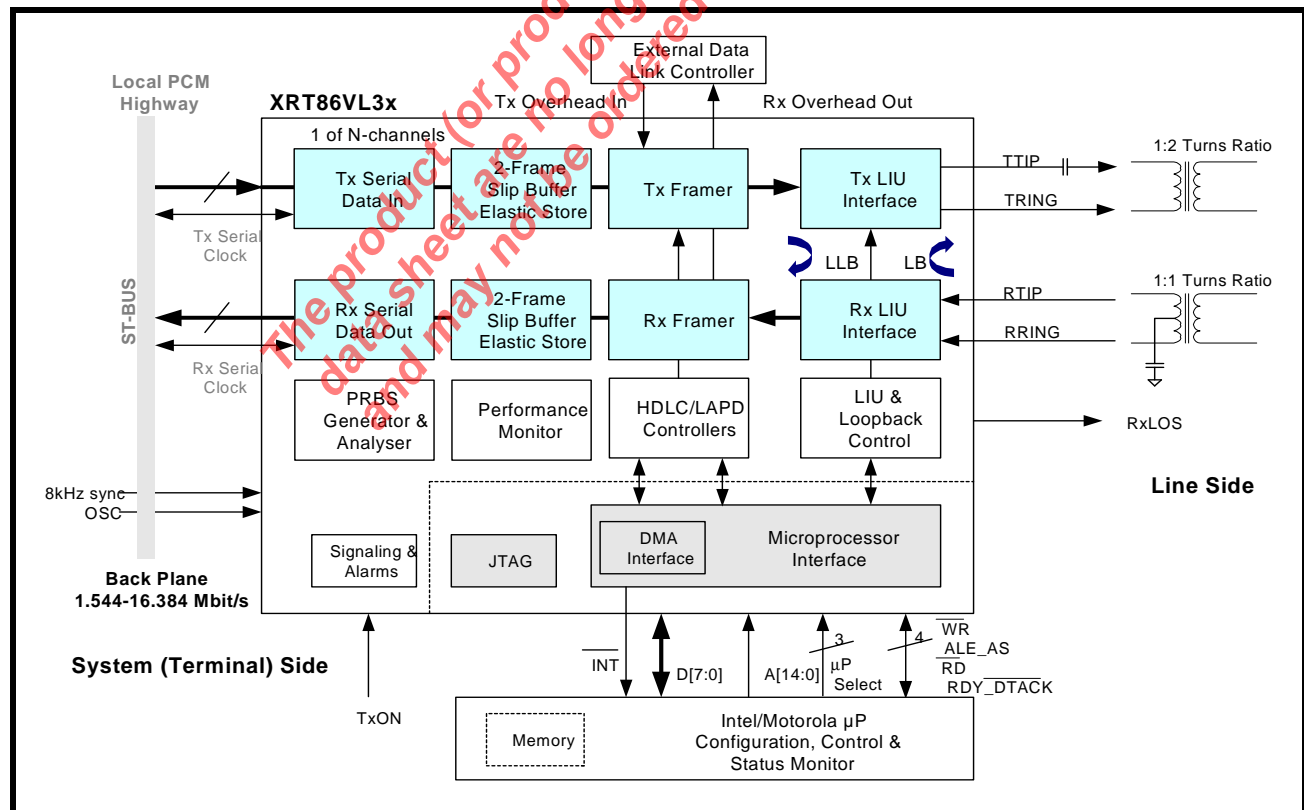 External Data
Link Controller
Local PCM
Highway
XRT86VL3x
Tx Overhead In
Rx Overhead Out
1 of N-channels
Tx Serial
Data In
2-Frame
Slip Buffer
Elastic Store
Tx Framer
Tx LIU
Interface
TTIP
TRING
1:2 Turns Ratio
Tx Serial
Clock
LLB
LB
ST-BUS
Rx Serial
Data Out
2-Frame
Slip Buffer
Elastic Store
Rx Framer
Rx LIU
Interface
RTIP
RRING
1:1 Turns Ratio
Rx Serial
Clock
PRBS
Generator &
Analyser
Performance
Monitor
HDLC/LAPD
Controllers
LIU &
Loopback
Control
RxLOS
8kHz sync
OSC
Line Side
Signaling &
Alarms
JTAG
DMA
Interface
Microprocessor
Interface
Back Plane
1.544-16.384 Mbit/s
System (Terminal) Side
TxON
INT
D[7:0]
A[14:0]
3
µP
Select
4
WR
ALE_AS
RD
RDY_DTACK
Memory
Intel/Motorola µP
Configuration, Control &
Status Monitor
The product (or prod
data sheet are no long
and may not be ordered